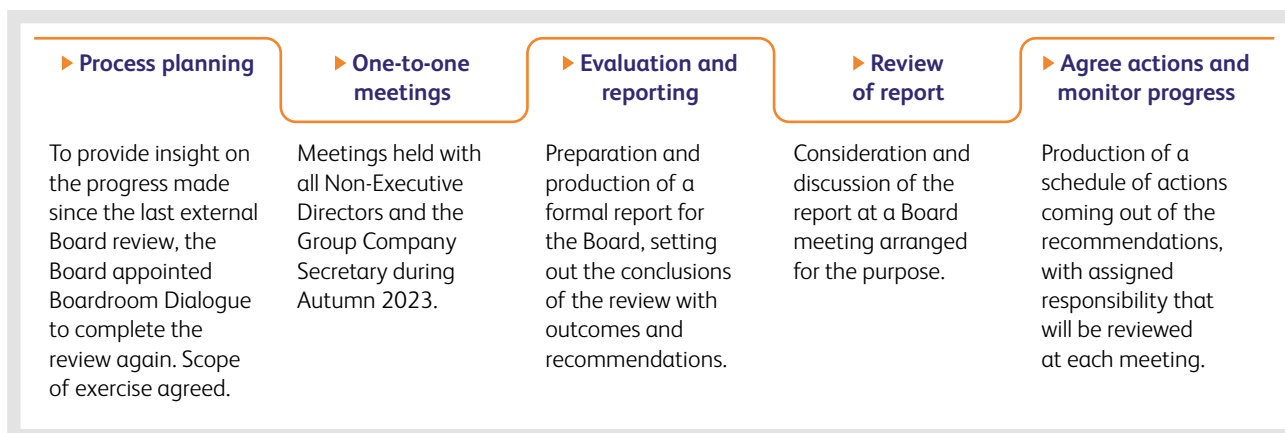 Process planning
To provide insight on
the progress made
since the last external
Board review, the
Board appointed
Boardroom Dialogue
to complete the
review again. Scope
of exercise agreed.
One-to-one
meetings
Meetings held with
all Non-Executive
Directors and the
Group Company
Secretary during
Autumn 2023.
Evaluation and
reporting
Preparation and
production of a
formal report for
the Board, setting
out the conclusions
of the review with
outcomes and
recommendations.
Review
of report
Consideration and
discussion of the
report at a Board
meeting arranged
for the purpose.
Agree actions and
monitor progress
Production of a
schedule of actions
coming out of the
recommendations,
with assigned
responsibility that
will be reviewed
at each meeting.